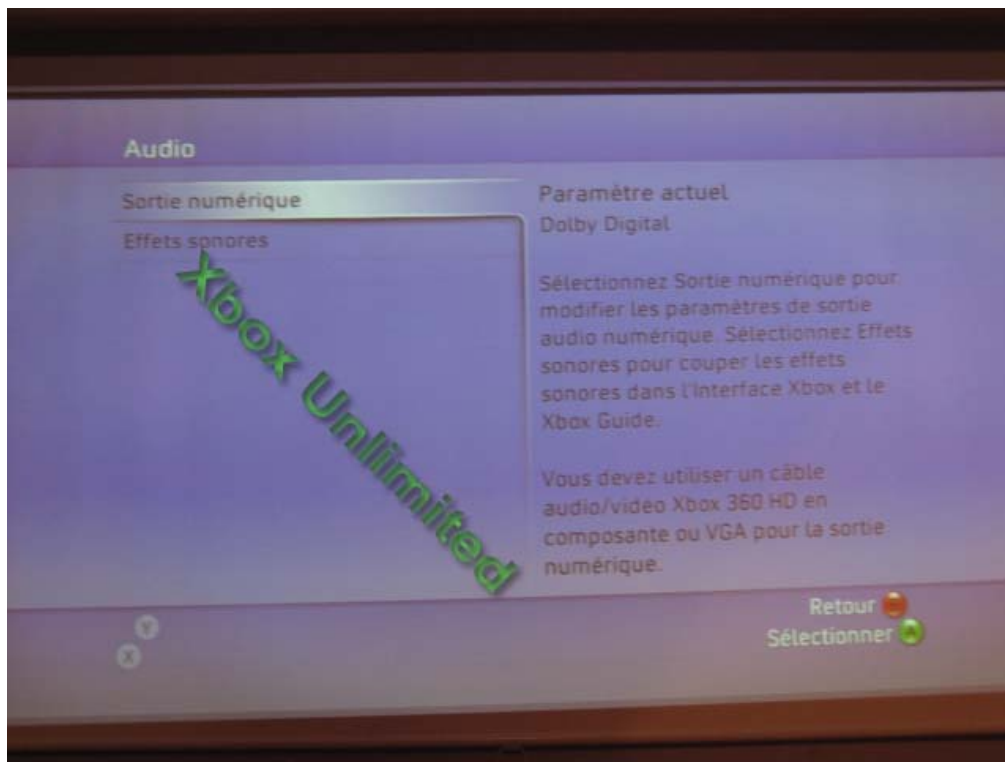 Audio
Sortie numérique
Effets sonores
Paramètre actuel
Dolby Digital
Sélectionnez Sortie numérique pour
modifier les paramètres de sortie
audio numérique. Sélectionnez Effets
sonores pour couper les effets
sonores dans l'Interface Xbox et le
Xbox Guide.
Vous devez utiliser un câble
audio/vidéo Xbox 360 HD en
composante ou VGA pour la sortie
numérique.
Xbox Unlimited
Y
X
Retour B
Sélectionner A